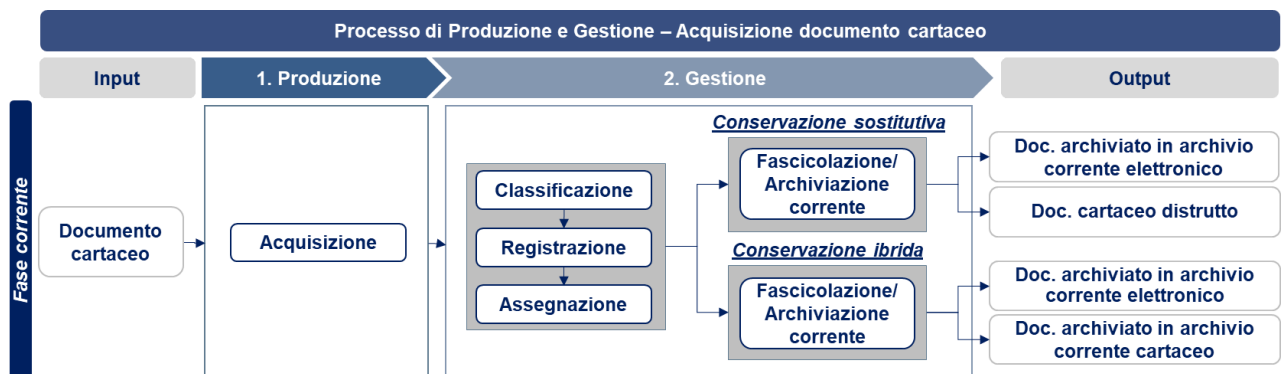 Processo di Produzione e Gestione – Acquisizione documento cartaceo
Input
1. Produzione
2. Gestione
Output
Fase corrente
Documento
cartaceo
Acquisizione
Classificazione
Registrazione
Assegnazione
Conservazione sostitutiva
Fascicolazione/
Archiviazione
corrente
Conservazione ibrida
Fascicolazione/
Archiviazione
corrente
Doc. archiviato in archivio
corrente elettronico
Doc. cartaceo distrutto
Doc. archiviato in archivio
corrente elettronico
Doc. archiviato in archivio
corrente cartaceo